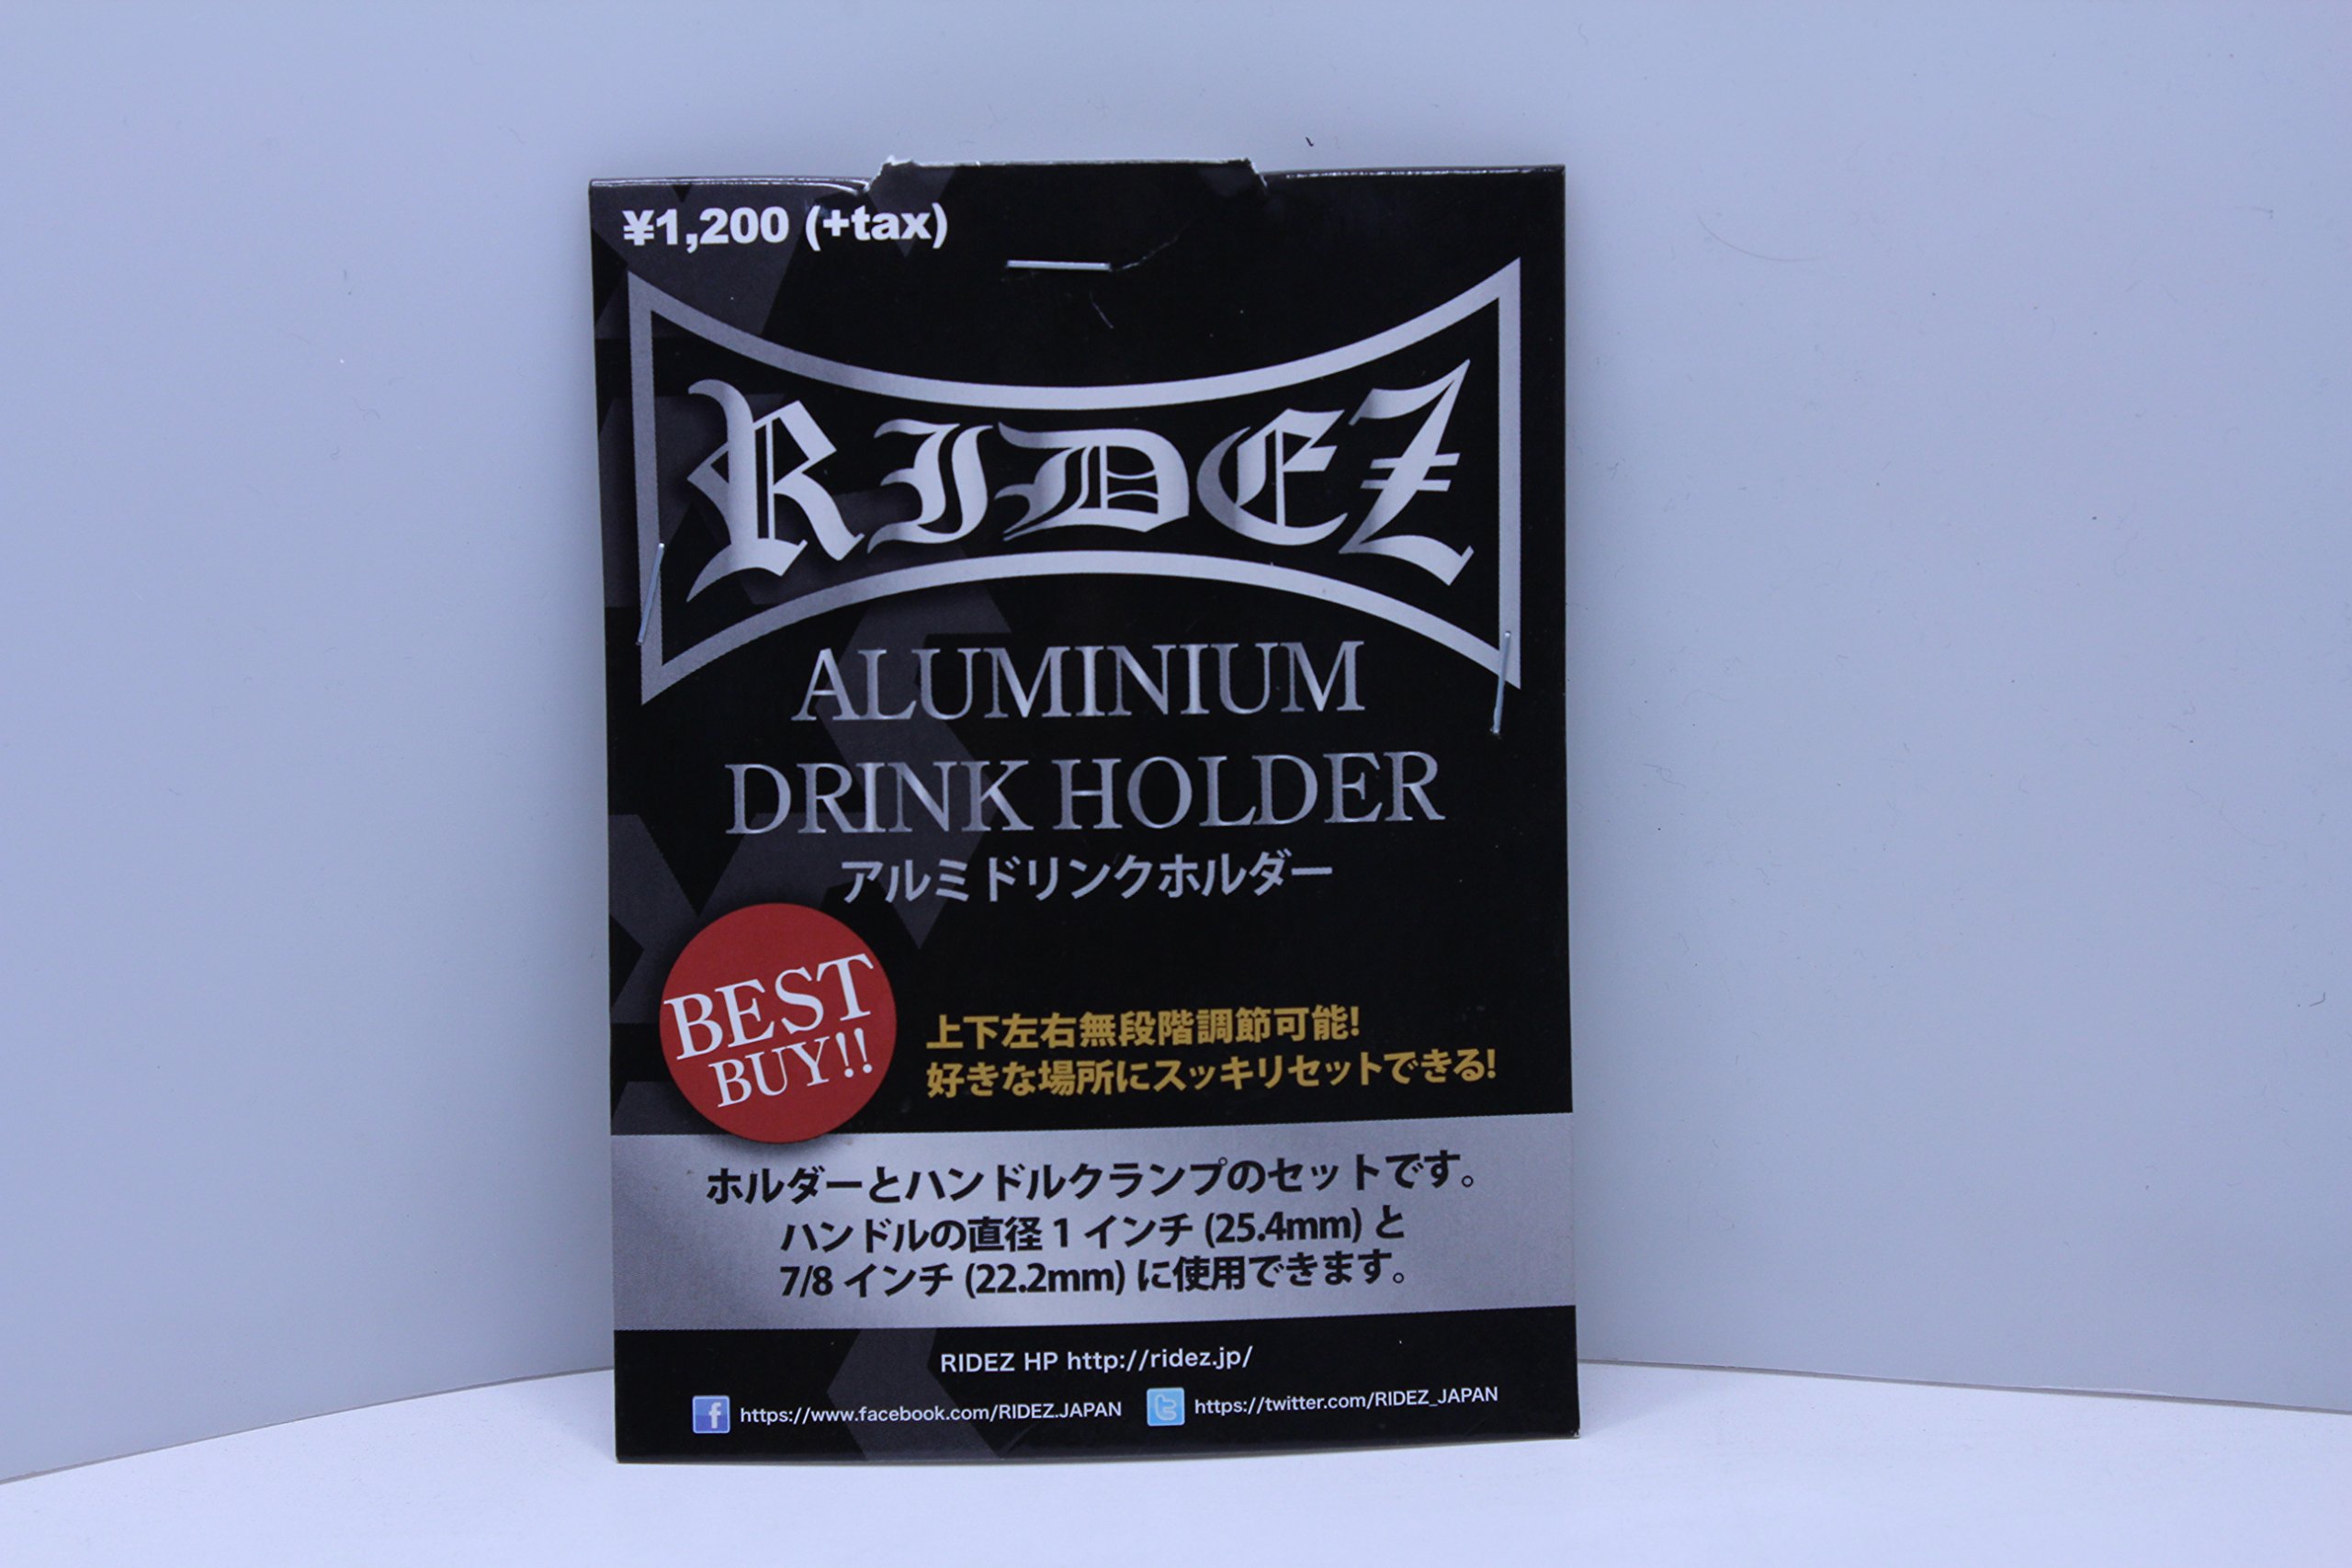 ¥1,200 (+tax)
RIDEZ
ALUMINIUM
DRINK HOLDER
アルミドリンクホルダー
BEST
BUY!!
上下左右無段階調節可能!
好きな場所にスッキリセットできる!
ホルダーとハンドルクランプのセットです。
ハンドルの直径 1 インチ (25.4mm) と
7/8 インチ (22.2mm) に使用できます。
RIDEZ HP http://ridez.jp/
f https://www.facebook.com/RIDEZ.JAPAN t https://twitter.com/RIDEZ_JAPAN